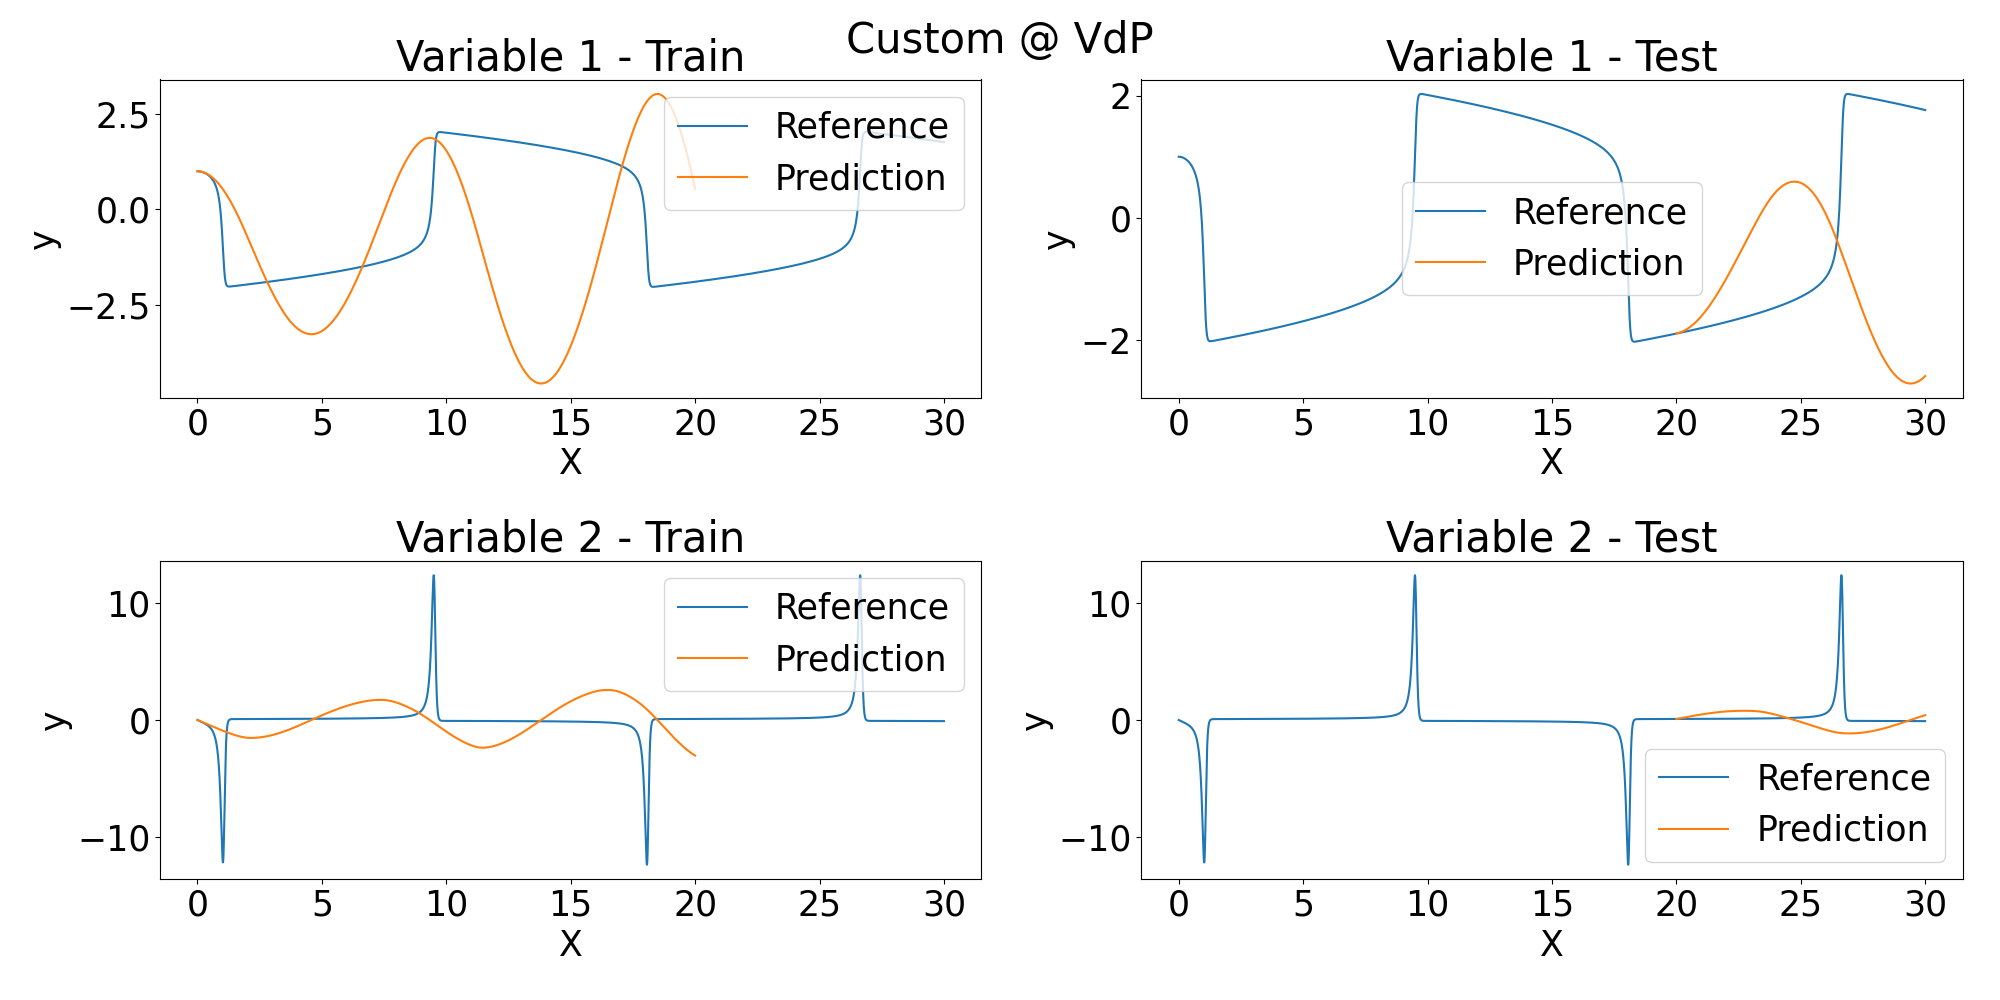 Custom @ VdP
Variable 1 - Train
2.5
0.0
−2.5
y
0 5 10 15 20 25 30
X
Reference
Prediction
Variable 1 - Test
2
0
−2
y
0 5 10 15 20 25 30
X
Reference
Prediction
Variable 2 - Train
10
0
−10
y
0 5 10 15 20 25 30
X
Reference
Prediction
Variable 2 - Test
10
0
−10
y
0 5 10 15 20 25 30
X
Reference
Prediction